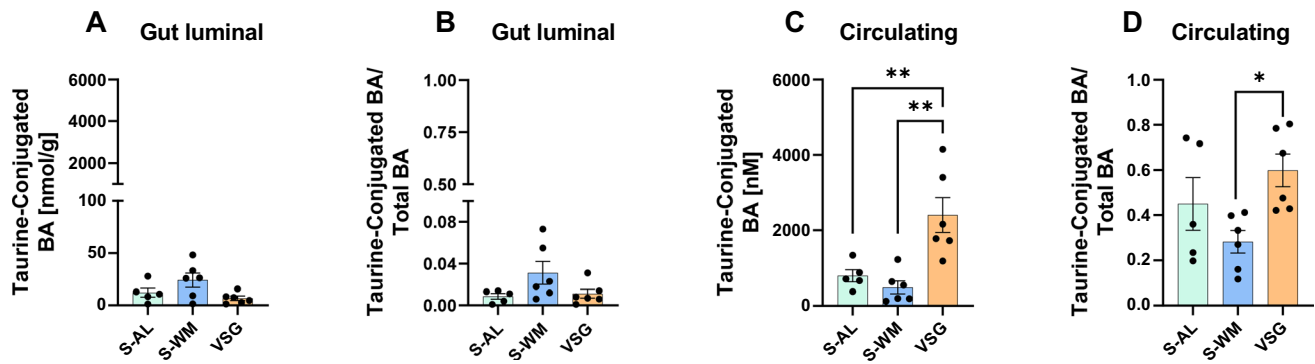 A Gut luminal
Taurine-Conjugated
BA [nmol/g]
6000
4000
2000
100
50
0
S-AL
S-WM
VSG
B Gut luminal
Taurine-Conjugated BA/
Total BA
1.00
0.75
0.50
0.08
0.04
0.00
S-AL
S-WM
VSG
C Circulating
Taurine-Conjugated
BA [nM]
6000
4000
2000
0
**
**
S-AL
S-WM
VSG
D Circulating
Taurine-Conjugated BA/
Total BA
1.0
0.8
0.6
0.4
0.2
0.0
*
S-AL
S-WM
VSG